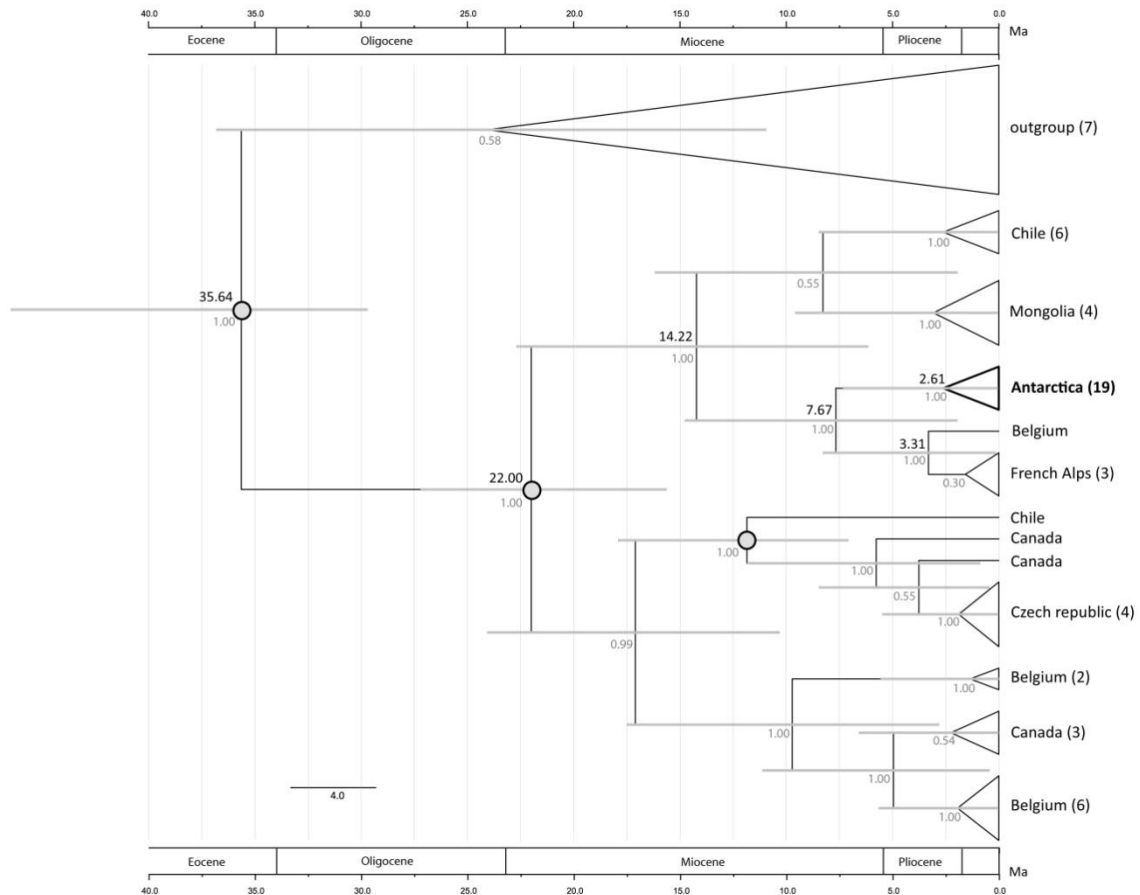 40.0 35.0 30.0 25.0 20.0 15.0 10.0 5.0 0.0
Ma
Eocene Oligocene Miocene Pliocene
outgroup (7)
0.58
Chile (6)
1.00
0.55
35.64
1.00
Mongolia (4)
1.00
14.22
1.00
2.61
Antarctica (19)
1.00
7.67
1.00
Belgium
3.31
1.00
French Alps (3)
0.30
22.00
1.00
Chile
Canada
1.00
Canada
1.00
0.55
Czech republic (4)
1.00
0.99
Belgium (2)
1.00
Canada (3)
1.00
0.54
1.00
4.0
Belgium (6)
1.00
Eocene Oligocene Miocene Pliocene
Ma
40.0 35.0 30.0 25.0 20.0 15.0 10.0 5.0 0.0